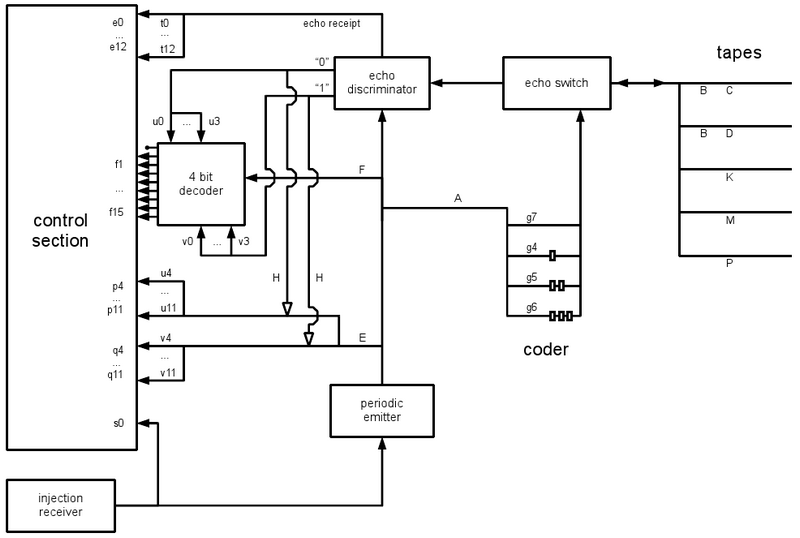 e0
...
e12
t0
...
t12
echo receipt
"0"
"1"
echo
discriminator
echo switch
tapes
B C
B D
K
M
P
u0 ... u3
f1
...
f15
4 bit
decoder
F
A
control
section
v0 ... v3
g7
g4
g5
g6
coder
H
H
p4
...
p11
u4
...
u11
E
q4
...
q11
v4
...
v11
periodic
emitter
s0
injection
receiver